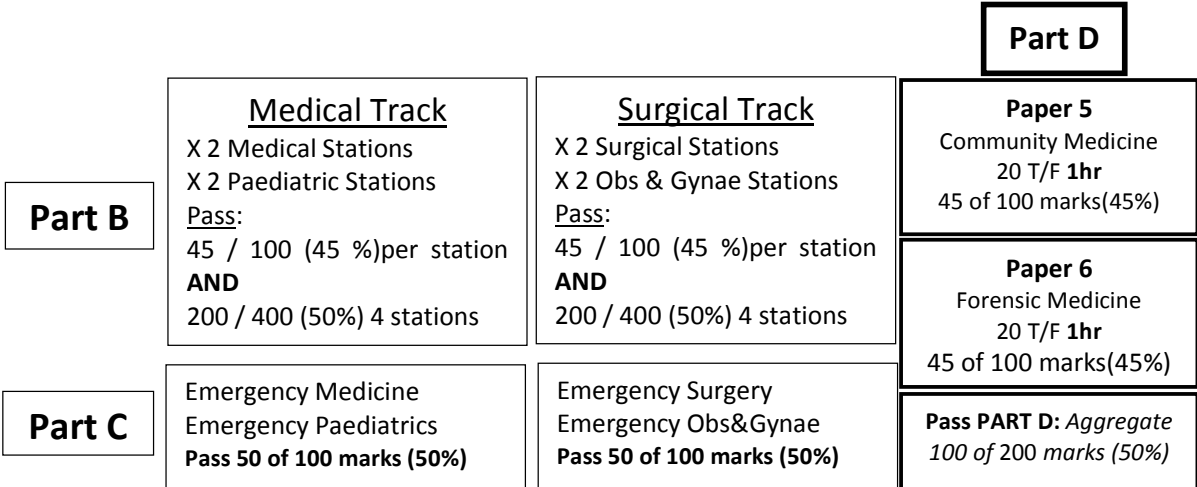 Part D
Part B
Medical Track
X 2 Medical Stations
X 2 Paediatric Stations
Pass:
45 / 100 (45 %)per station
AND
200 / 400 (50%) 4 stations
Surgical Track
X 2 Surgical Stations
X 2 Obs & Gynae Stations
Pass:
45 / 100 (45 %)per station
AND
200 / 400 (50%) 4 stations
Paper 5
Community Medicine
20 T/F 1hr
45 of 100 marks(45%)
Paper 6
Forensic Medicine
20 T/F 1hr
45 of 100 marks(45%)
Part C
Emergency Medicine
Emergency Paediatrics
Pass 50 of 100 marks (50%)
Emergency Surgery
Emergency Obs&Gynae
Pass 50 of 100 marks (50%)
Pass PART D: Aggregate
100 of 200 marks (50%)